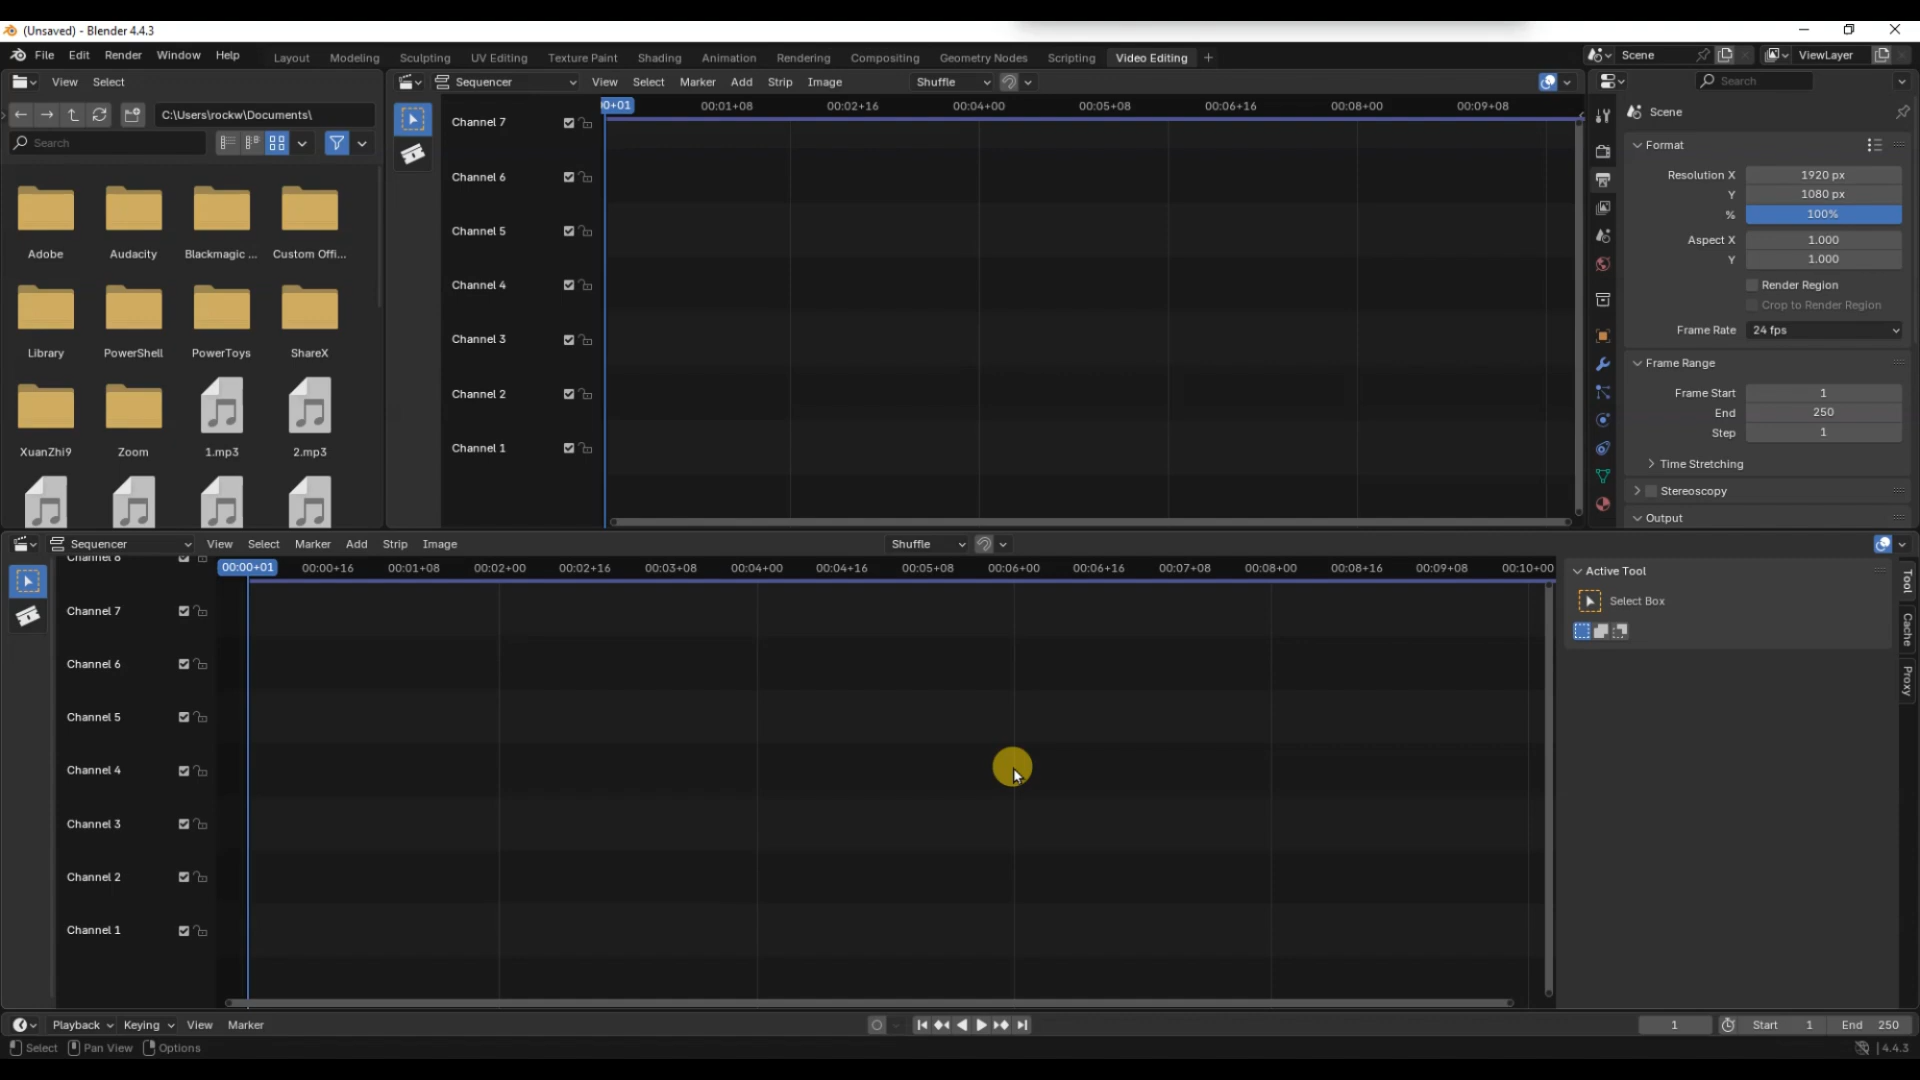 (Unsaved) - Blender 4.4.3
File Edit Render Window Help Layout Modeling Sculpting UV Editing Texture Paint Shading Animation Rendering Compositing Geometry Nodes Scripting Video Editing + Scene ViewLayer
View Select
Sequencer View Select Marker Add Strip Image Shuffle
Search
C:\Users\rockw\Documents\
Search
Adobe Audacity Blackmagic ... Custom Offi...
Library PowerShell PowerToys ShareX
XuanZhi9 Zoom 1.mp3 2.mp3
0+01 00:01+08 00:02+16 00:04+00 00:05+08 00:06+16 00:08+00 00:09+08
Channel 7
Channel 6
Channel 5
Channel 4
Channel 3
Channel 2
Channel 1
Scene
Format
Resolution X 1920 px
Y 1080 px
% 100%
Aspect X 1.000
Y 1.000
Render Region
Crop to Render Region
Frame Rate 24 fps
Frame Range
Frame Start 1
End 250
Step 1
Time Stretching
Stereoscopy
Output
Sequencer View Select Marker Add Strip Image Shuffle
00:00+01 00:00+16 00:01+08 00:02+00 00:02+16 00:03+08 00:04+00 00:04+16 00:05+08 00:06+00 00:06+16 00:07+08 00:08+00 00:08+16 00:09+08 00:10+00
Channel 8
Channel 7
Channel 6
Channel 5
Channel 4
Channel 3
Channel 2
Channel 1
Active Tool
Select Box
Tool
Cache
Proxy
Playback Keying View Marker 1 Start 1 End 250
Select Pan View Options 4.4.3